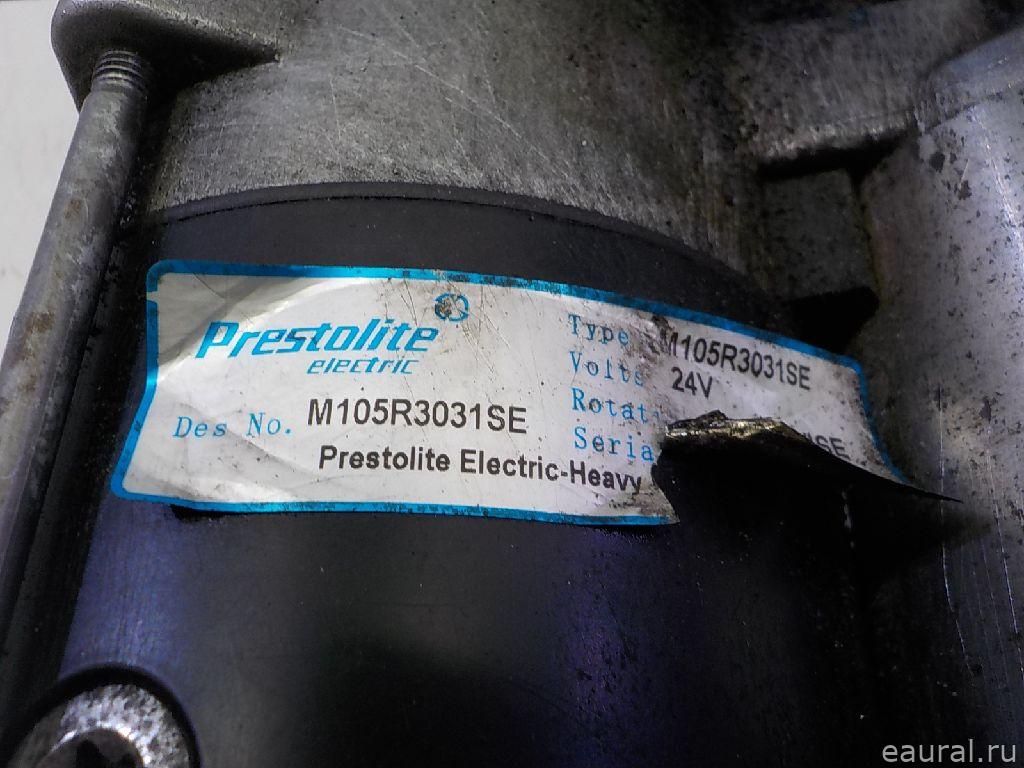 Prestolite
electric
Des No. M105R3031SE
Prestolite Electric-Heavy
Type M105R3031SE
Volts 24V
eaural.ru